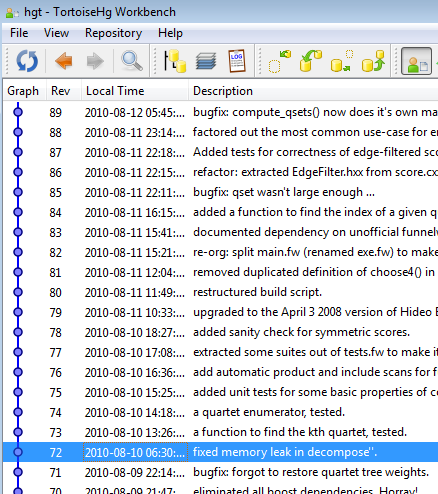 hgt - TortoiseHg Workbench
File View Repository Help
LOG
Graph Rev Local Time Description
89 2010-08-12 05:45:... bugfix: compute_qsets() now does it's own ma
88 2010-08-11 23:14:... factored out the most common use-case for e
87 2010-08-11 22:18:... Added tests for correctness of edge-filtered sco
86 2010-08-11 22:15:... refactor: extracted EdgeFilter.hxx from score.cx
85 2010-08-11 22:11:... bugfix: qset wasn't large enough ...
84 2010-08-11 16:15:... added a function to find the index of a given q
83 2010-08-11 15:41:... documented dependency on unofficial funnelw
82 2010-08-11 15:21:... re-org: split main.fw (renamed exe.fw) to make
81 2010-08-11 12:04:... removed duplicated definition of choose4() in
80 2010-08-11 11:49:... restructured build script.
79 2010-08-11 10:33:... upgraded to the April 3 2008 version of Hideo B
78 2010-08-10 18:27:... added sanity check for symmetric scores.
77 2010-08-10 17:08:... extracted some suites out of tests.fw to make it
76 2010-08-10 16:36:... add automatic product and include scans for f
75 2010-08-10 15:25:... added unit tests for some basic properties of c
74 2010-08-10 14:18:... a quartet enumerator, tested.
73 2010-08-10 13:26:... a function to find the kth quartet, tested.
72 2010-08-10 06:30:... fixed memory leak in decompose''.
71 2010-08-09 22:14:... bugfix: forgot to restore quartet tree weights.
70 2010-08-09 21:47:... eliminated all boost dependencies. Horray!